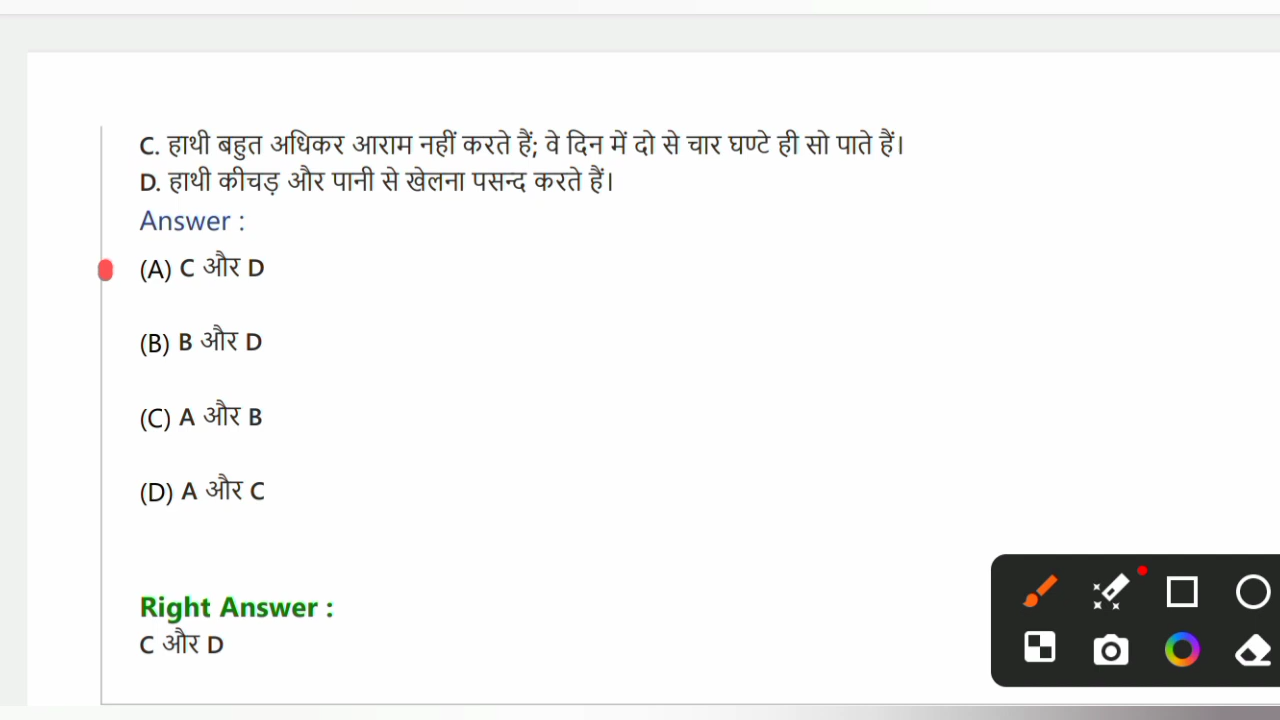 C. हाथी बहुत अधिकर आराम नहीं करते हैं; वे दिन में दो से चार घण्टे ही सो पाते हैं।
D. हाथी कीचड़ और पानी से खेलना पसन्द करते हैं।
Answer :
(A) C और D
(B) B और D
(C) A और B
(D) A और C
Right Answer :
C और D